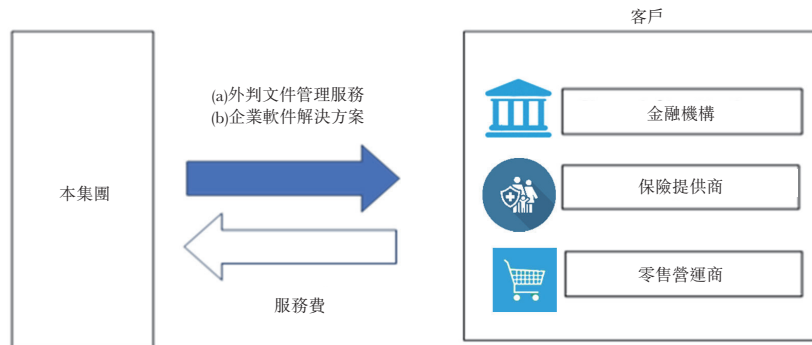 客戶
(a)外判文件管理服務
(b)企業軟件解決方案
本集團
服務費
金融機構
保險提供商
零售營運商